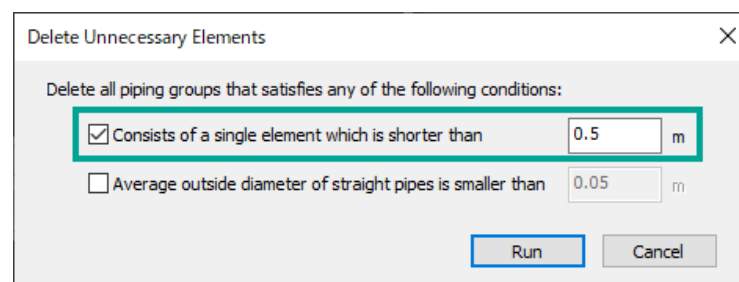 Delete Unnecessary Elements
Delete all piping groups that satisfies any of the following conditions:
Consists of a single element which is shorter than 0.5 m
Average outside diameter of straight pipes is smaller than 0.05 m
Run Cancel